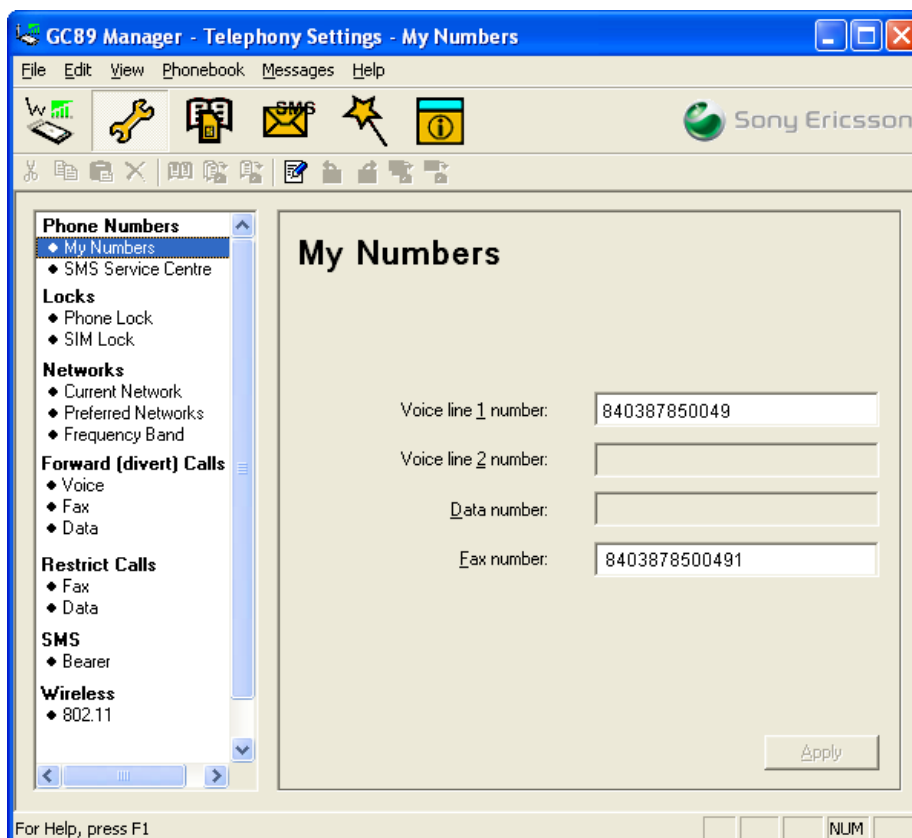 GC89 Manager - Telephony Settings - My Numbers
File Edit View Phonebook Messages Help
SMS
Sony Ericsson
Phone Numbers
My Numbers
SMS Service Centre
Locks
Phone Lock
SIM Lock
Networks
Current Network
Preferred Networks
Frequency Band
Forward (divert) Calls
Voice
Fax
Data
Restrict Calls
Fax
Data
SMS
Bearer
Wireless
802.11
My Numbers
Voice line 1 number: 840387850049
Voice line 2 number:
Data number:
Fax number: 8403878500491
Apply
For Help, press F1
NUM